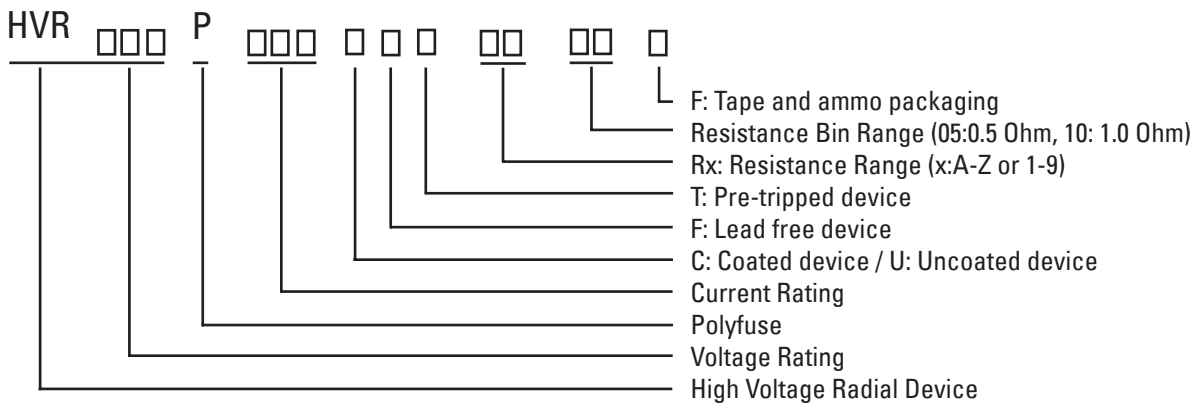 HVR □□□ P □□□ □ □ □ □□ □□ □
F: Tape and ammo packaging
Resistance Bin Range (05:0.5 Ohm, 10: 1.0 Ohm)
Rx: Resistance Range (x:A-Z or 1-9)
T: Pre-tripped device
F: Lead free device
C: Coated device / U: Uncoated device
Current Rating
Polyfuse
Voltage Rating
High Voltage Radial Device